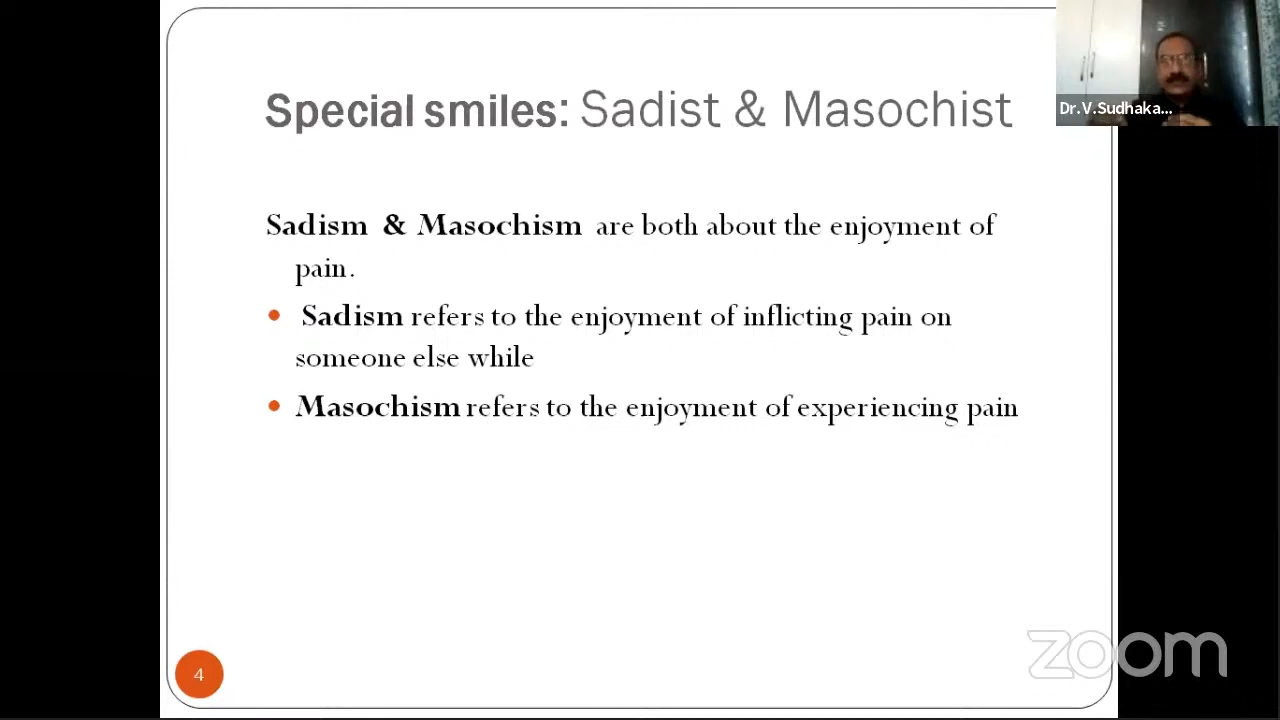 Special smiles: Sadist & Masochist
Dr.V.Sudhaka...
Sadism & Masochism are both about the enjoyment of
pain.
• Sadism refers to the enjoyment of inflicting pain on
someone else while
• Masochism refers to the enjoyment of experiencing pain
4
zoom